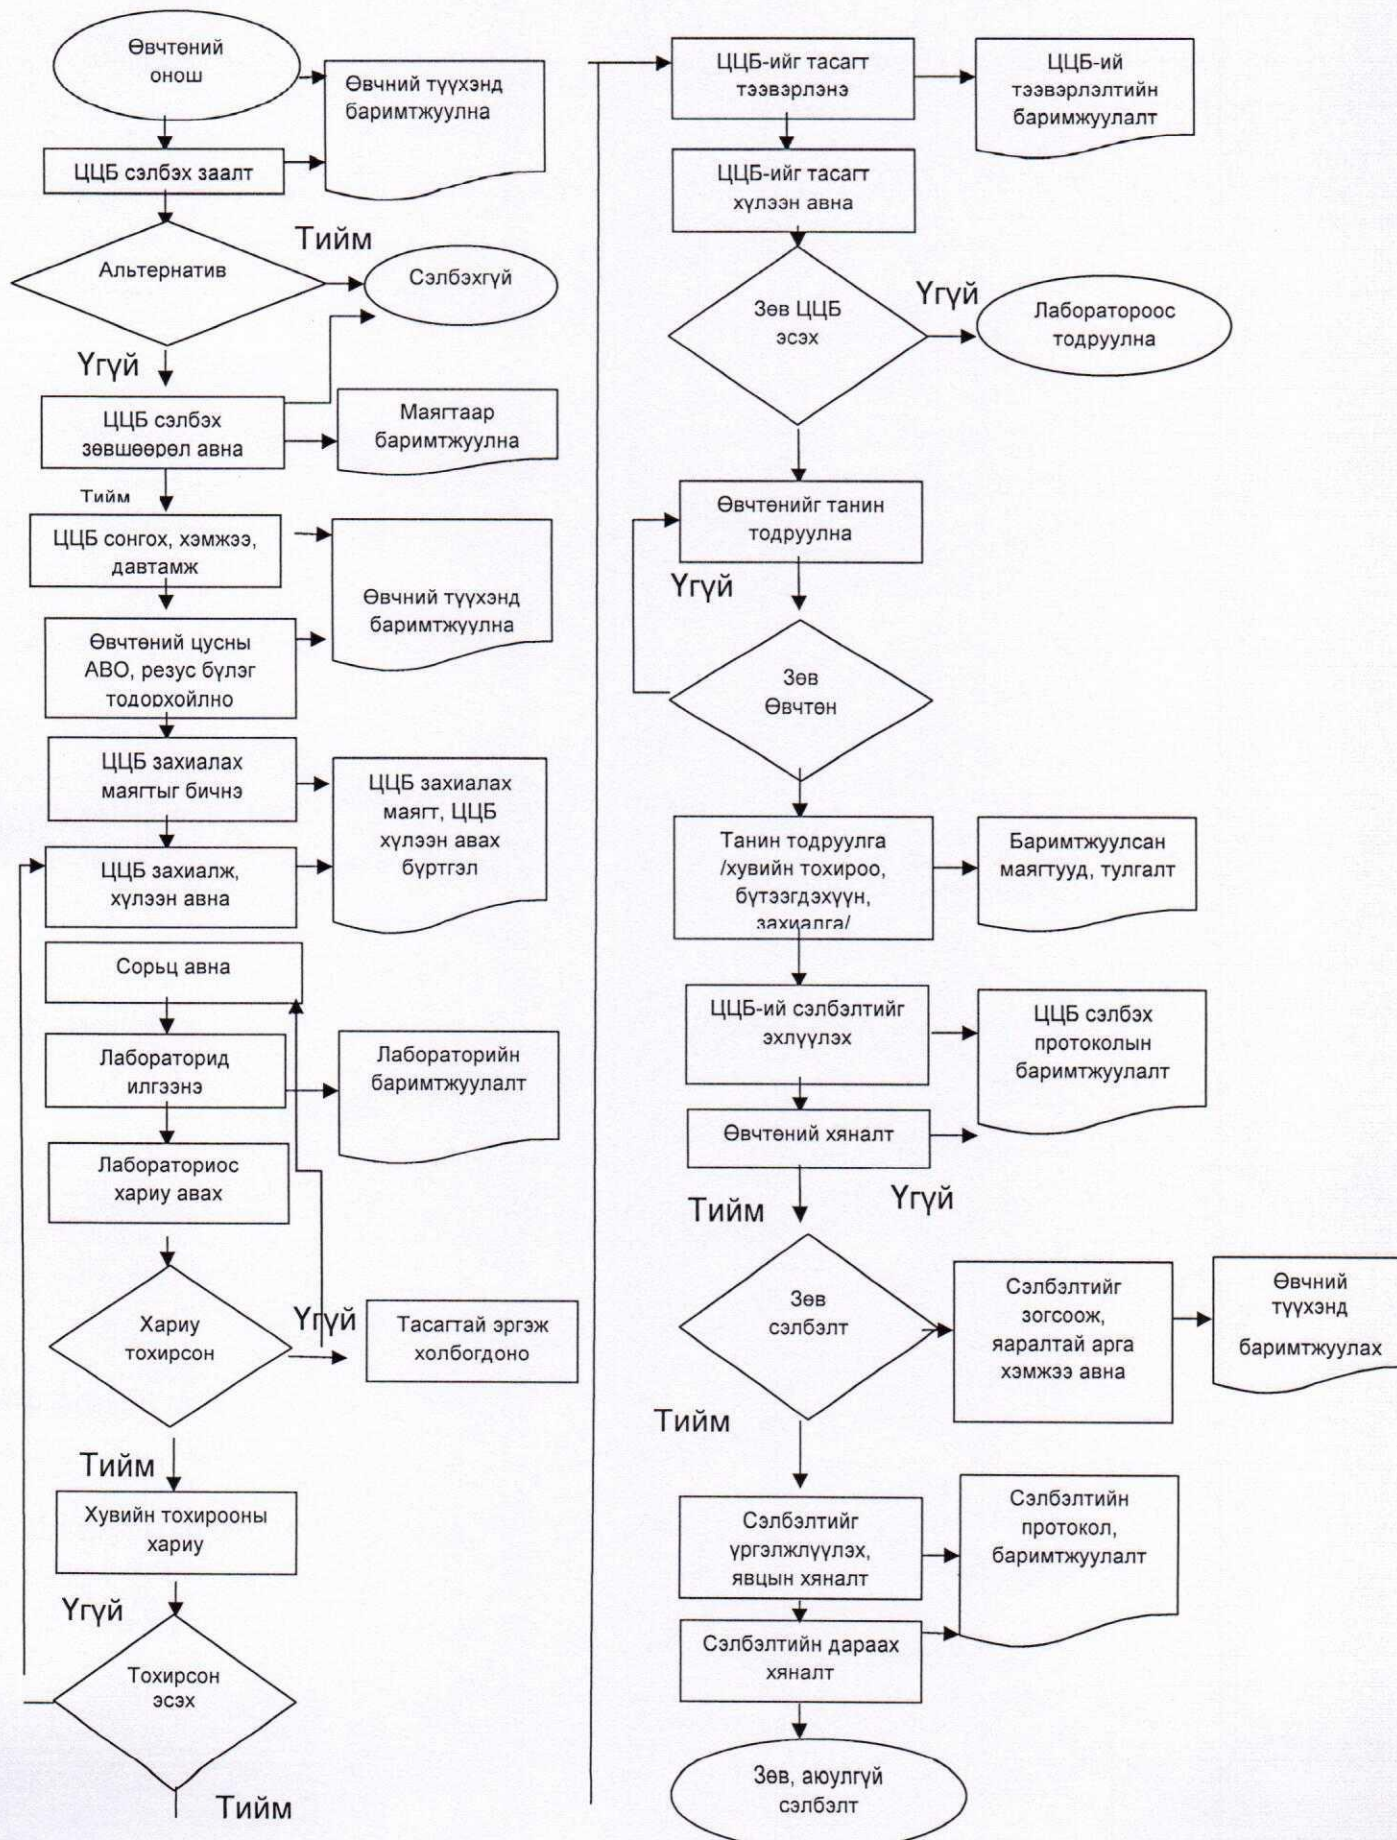 Өвчтөний
онош
Өвчний түүхэнд
баримтжуулна
ЦЦБ сэлбэх заалт
Тийм
Альтернатив
Сэлбэхгүй
Үгүй
ЦЦБ сэлбэх
зөвшөөрөл авна
Маягтаар
баримтжуулна
Тийм
ЦЦБ сонгох, хэмжээ,
давтамж
Өвчний түүхэнд
баримтжуулна
Өвчтөний цусны
АВО, резус бүлэг
тодорхойлно
ЦЦБ захиалах
маягтыг бичнэ
ЦЦБ захиалах
маягт, ЦЦБ
хүлээн авах
бүртгэл
ЦЦБ захиалж,
хүлээн авна
Сорьц авна
Лабораторид
илгээнэ
Лабораторийн
баримтжуулалт
Лабораториос
хариу авах
Хариу
тохирсон
Үгүй
Тасагтай эргэж
холбогдоно
Тийм
Хувийн тохирооны
хариу
Үгүй
Тохирсон
эсэх
Тийм
ЦЦБ-ийг тасагт
тээвэрлэнэ
ЦЦБ-ий
тээвэрлэлтийн
баримжуулалт
ЦЦБ-ийг тасагт
хүлээн авна
Зөв ЦЦБ
эсэх
Үгүй
Лаборатороос
тодруулна
Өвчтөнийг танин
тодруулна
Үгүй
Зөв
Өвчтөн
Танин тодруулга
/хувийн тохироо,
бүтээгдэхүүн,
захиалга/
Баримтжуулсан
маягтууд, тулгалт
ЦЦБ-ий сэлбэлтийг
эхлүүлэх
ЦЦБ сэлбэх
протоколын
баримтжуулалт
Өвчтөний хяналт
Тийм
Үгүй
Зөв
сэлбэлт
Сэлбэлтийг
зогсоож,
яаралтай арга
хэмжээ авна
Өвчний
түүхэнд
баримтжуулах
Тийм
Сэлбэлтийг
үргэлжлүүлэх,
явцын хяналт
Сэлбэлтийн
протокол,
баримтжуулалт
Сэлбэлтийн дараах
хяналт
Зөв, аюулгүй
сэлбэлт